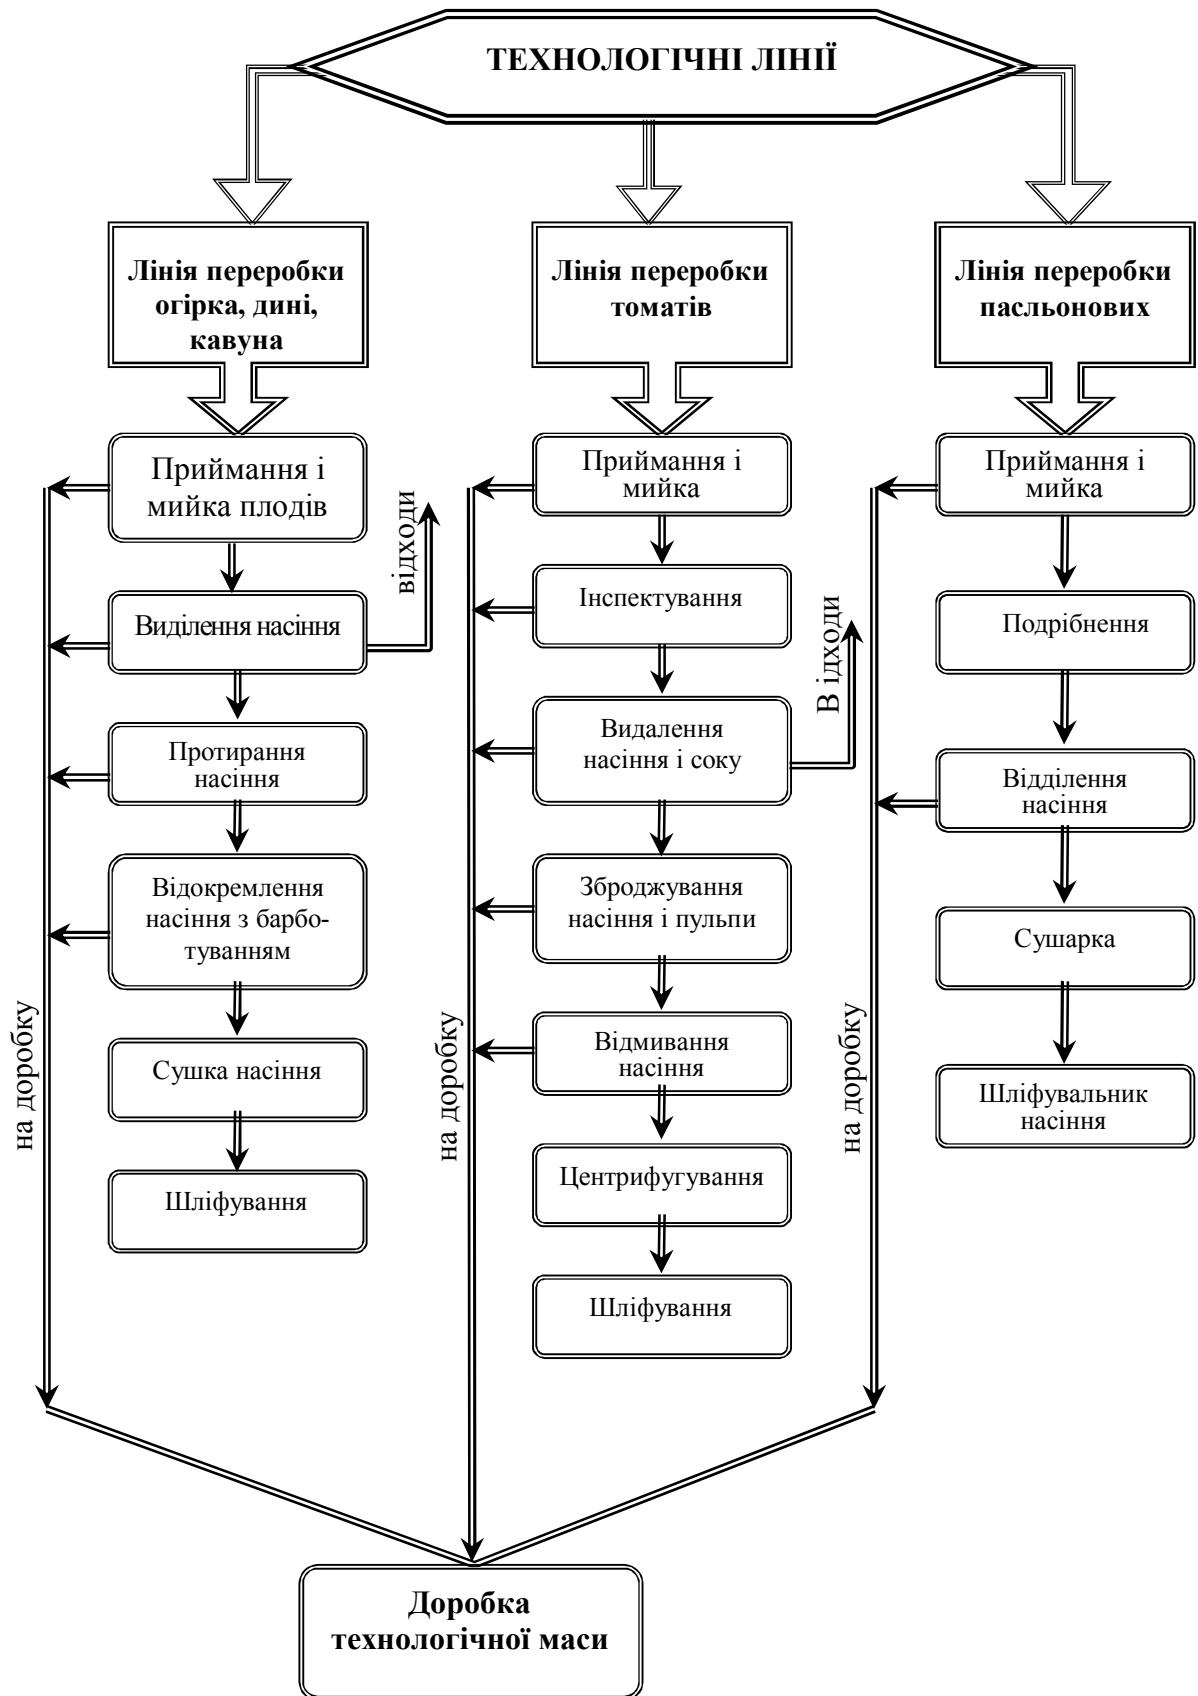 ТЕХНОЛОГІЧНІ ЛІНІЇ
Лінія переробки
огірка, дині,
кавуна
Приймання і
мийка плодів
відходи
Виділення насіння
Протирання
насіння
Відокремлення
насіння з барбо-
туванням
Сушка насіння
Шліфування
на доробку
Лінія переробки
томатів
Приймання і
мийка
Інспектування
Видалення
насіння і соку
В ідходи
Зброджування
насіння і пульпи
Відмивання
насіння
Центрифугування
Шліфування
на доробку
Лінія переробки
пасльонових
Приймання і
мийка
Подрібнення
Відділення
насіння
Сушарка
Шліфувальник
насіння
на доробку
Доробка
технологічної маси